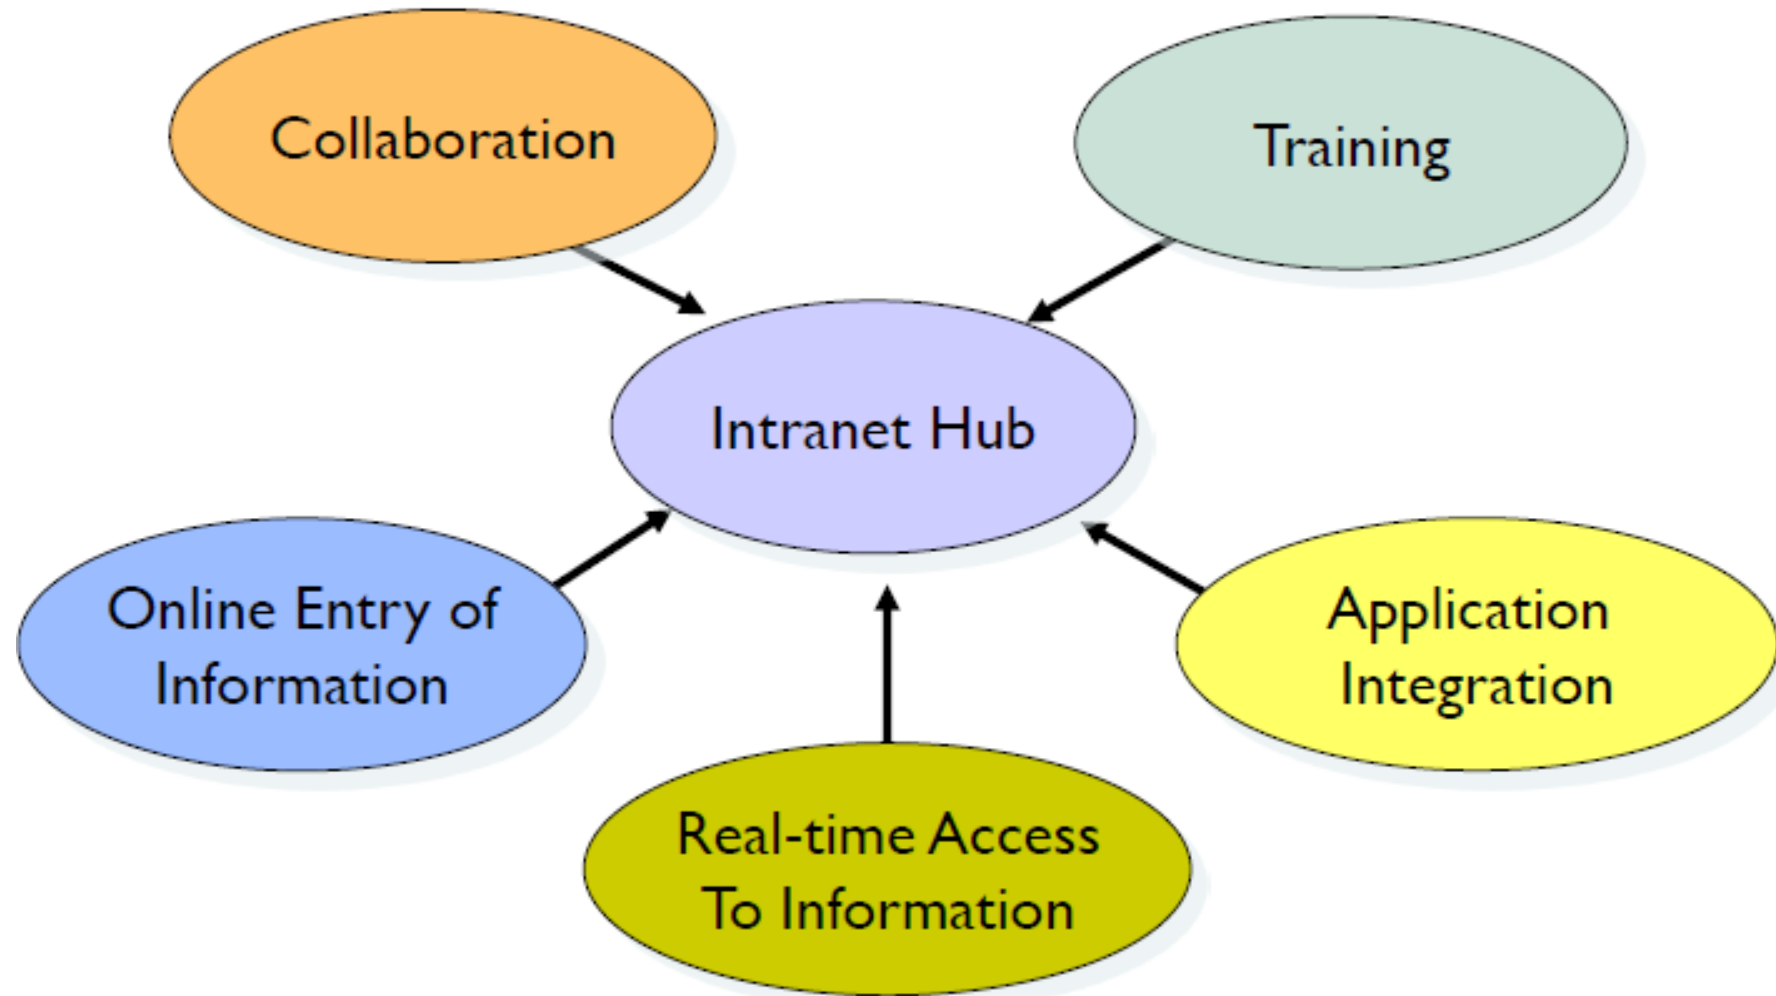 Collaboration
Training
Intranet Hub
Online Entry of
Information
Application
Integration
Real-time Access
To Information